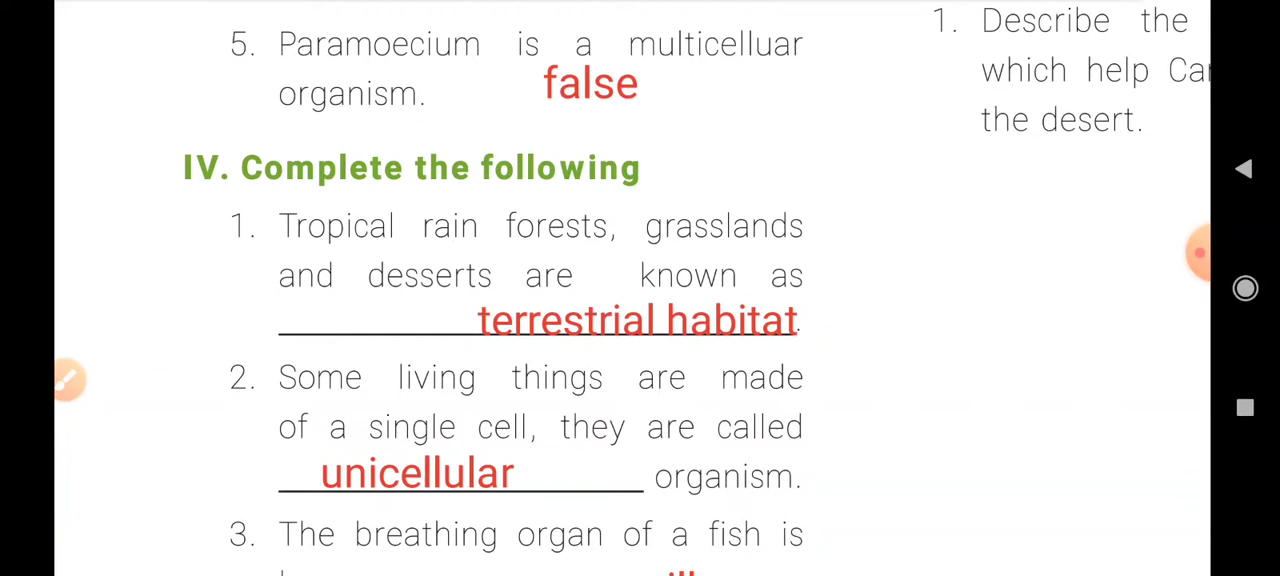 5. Paramoecium is a multicelluar
organism. false
IV. Complete the following
1. Tropical rain forests, grasslands
and desserts are known as
terrestrial habitat.
2. Some living things are made
of a single cell, they are called
unicellular organism.
3. The breathing organ of a fish is
1. Describe the
which help
the desert.